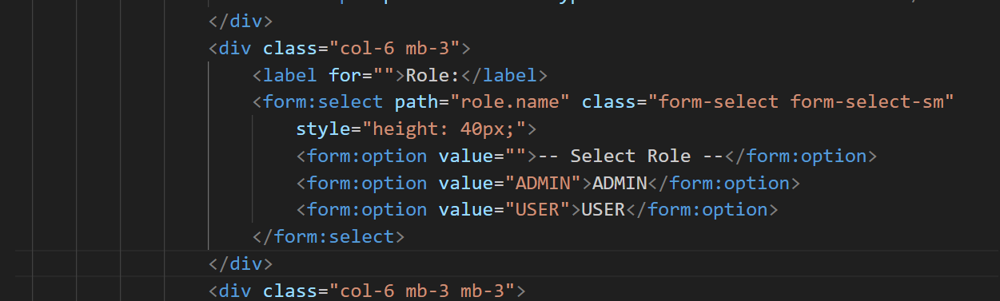 </div>
<div class="col-6 mb-3">
<label for="">Role:</label>
<form:select path="role.name" class="form-select form-select-sm"
style="height: 40px;">
<form:option value="">-- Select Role --</form:option>
<form:option value="ADMIN">ADMIN</form:option>
<form:option value="USER">USER</form:option>
</form:select>
</div>
<div class="col-6 mb-3 mb-3">